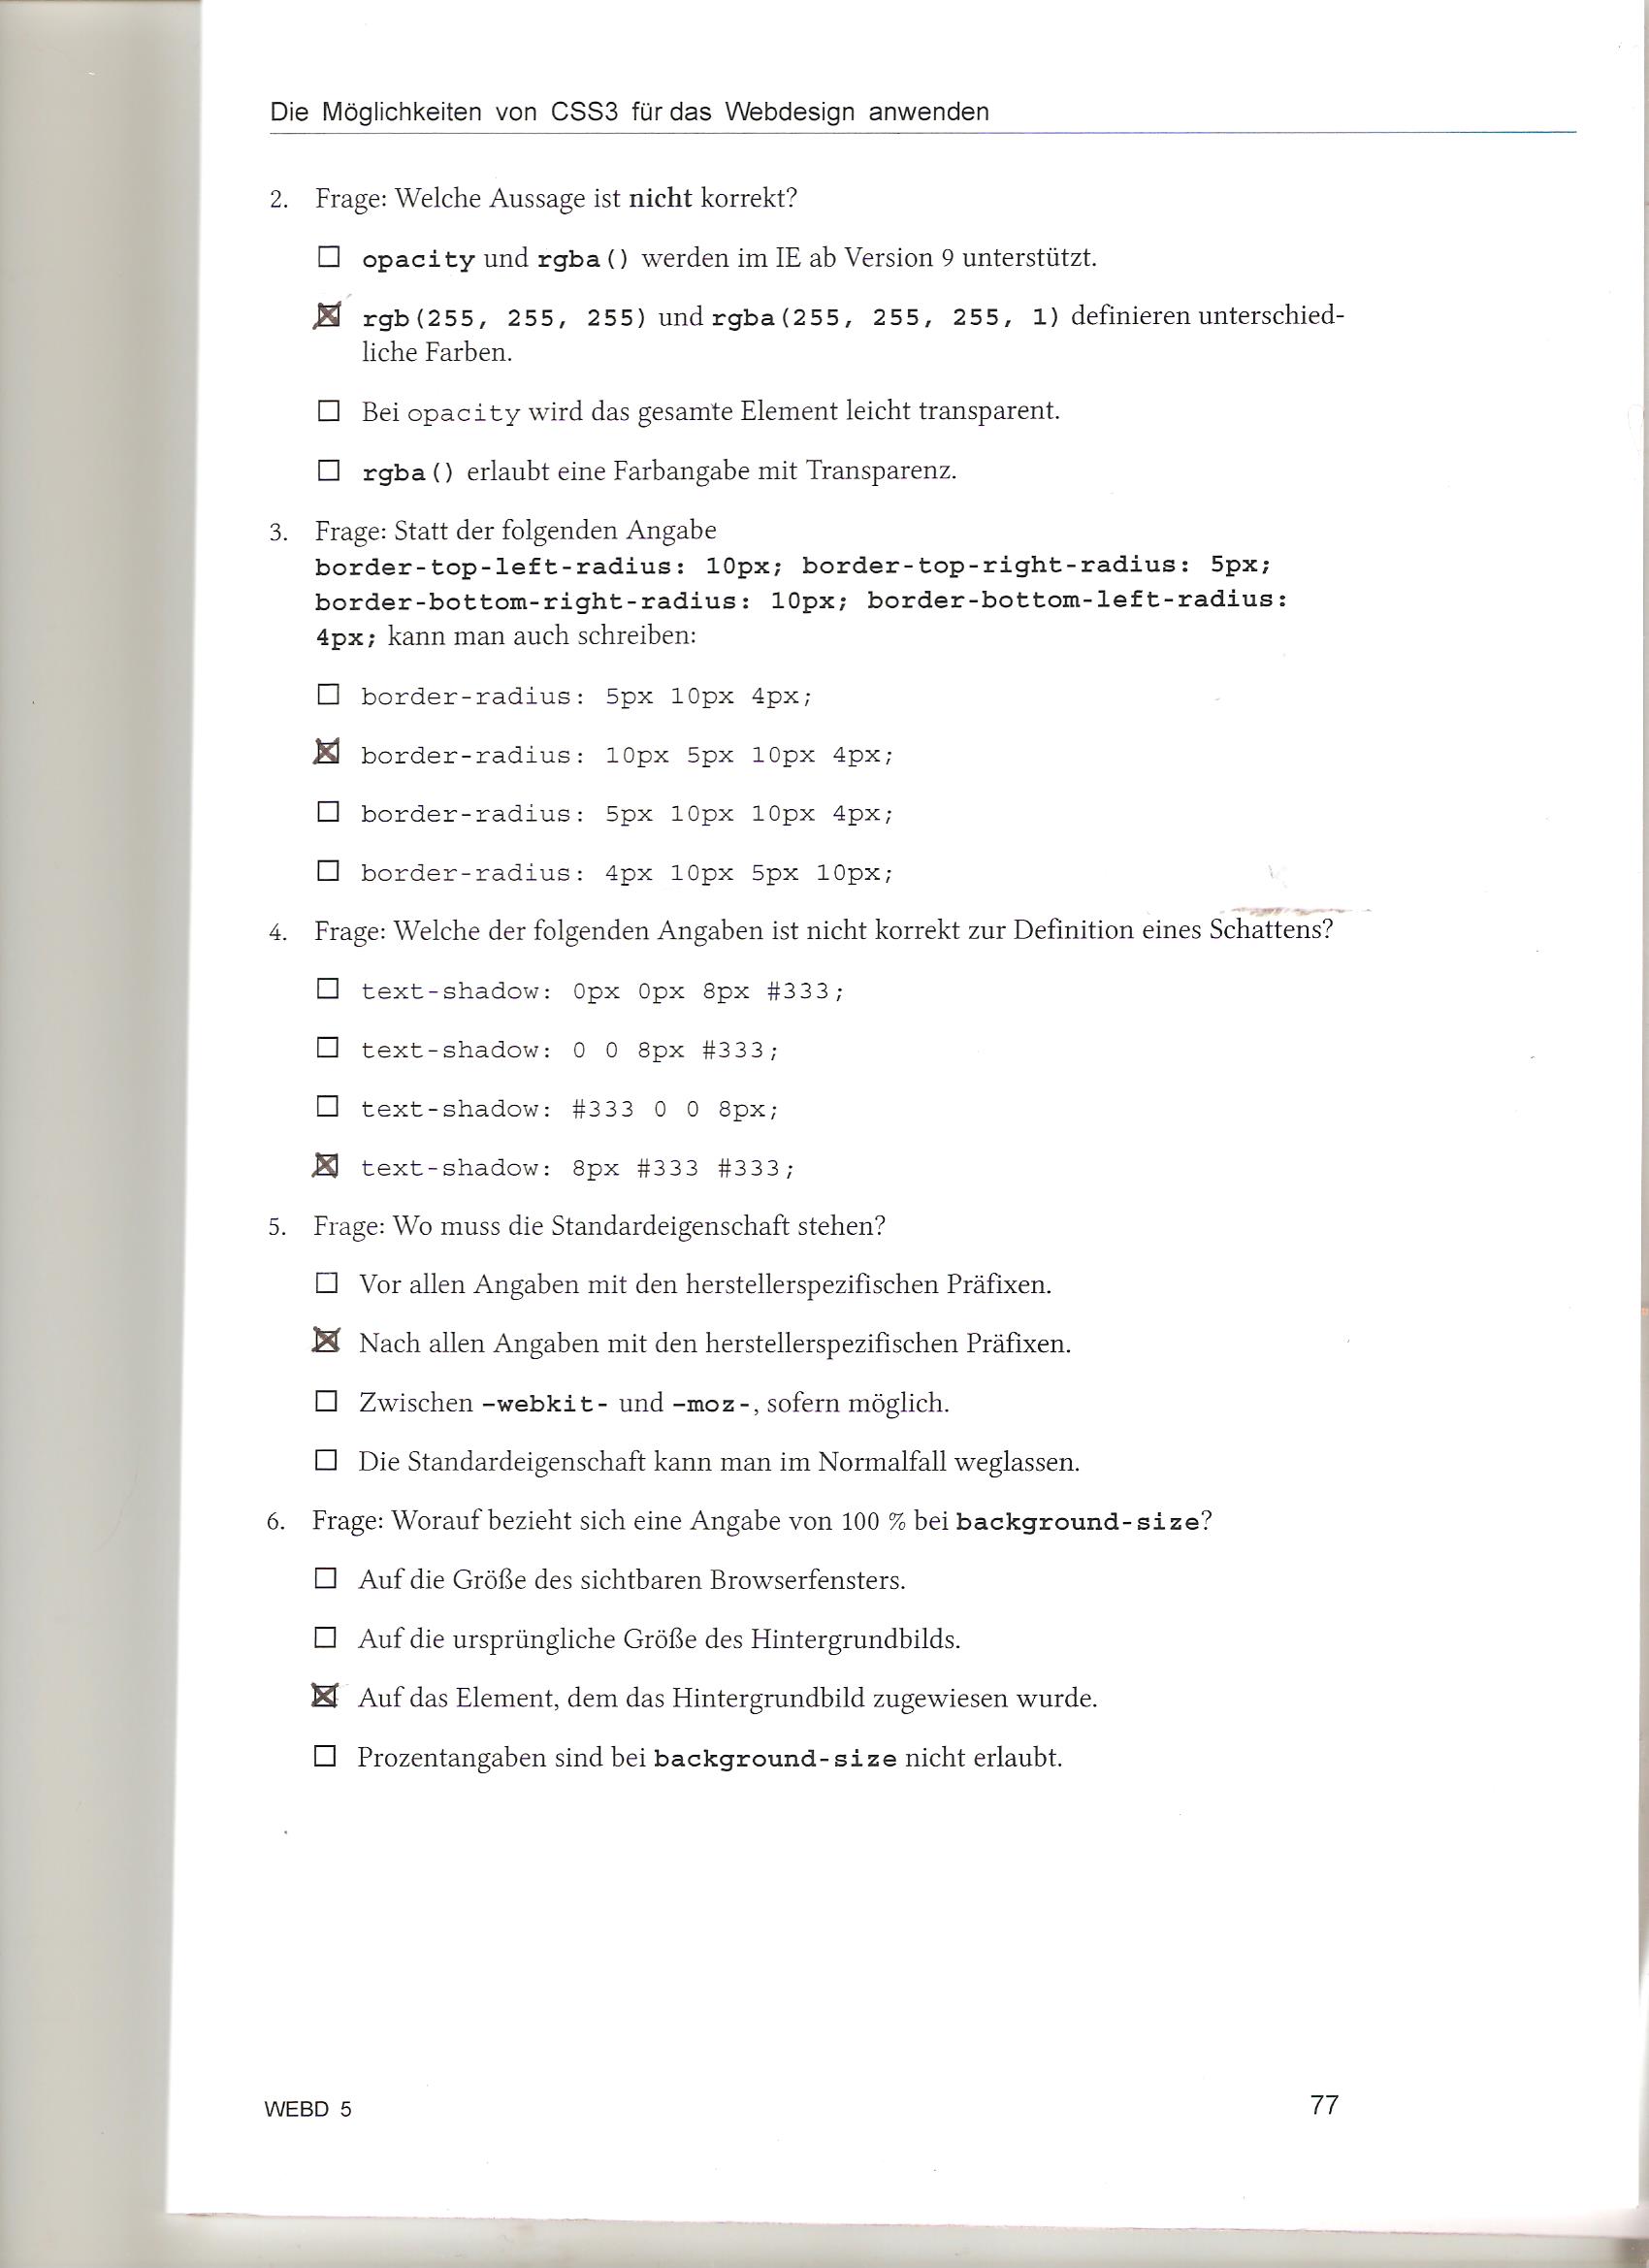 Die Möglichkeiten von CSS3 für das Webdesign anwenden
2. Frage: Welche Aussage ist nicht korrekt?
☐ opacity und rgba() werden im IE ab Version 9 unterstützt.
☒ rgb(255, 255, 255) und rgba(255, 255, 255, 1) definieren unterschied-
liche Farben.
☐ Bei opacity wird das gesamte Element leicht transparent.
☐ rgba() erlaubt eine Farbangabe mit Transparenz.
3. Frage: Statt der folgenden Angabe
border-top-left-radius: 10px; border-top-right-radius: 5px;
border-bottom-right-radius: 10px; border-bottom-left-radius:
4px; kann man auch schreiben:
☐ border-radius: 5px 10px 4px;
☒ border-radius: 10px 5px 10px 4px;
☐ border-radius: 5px 10px 10px 4px;
☐ border-radius: 4px 10px 5px 10px;
4. Frage: Welche der folgenden Angaben ist nicht korrekt zur Definition eines Schattens?
☐ text-shadow: 0px 0px 8px #333;
☐ text-shadow: 0 0 8px #333;
☐ text-shadow: #333 0 0 8px;
☒ text-shadow: 8px #333 #333;
5. Frage: Wo muss die Standardeigenschaft stehen?
☐ Vor allen Angaben mit den herstellerspezifischen Präfixen.
☒ Nach allen Angaben mit den herstellerspezifischen Präfixen.
☐ Zwischen –webkit- und –moz-, sofern möglich.
☐ Die Standardeigenschaft kann man im Normalfall weglassen.
6. Frage: Worauf bezieht sich eine Angabe von 100 % bei background-size?
☐ Auf die Größe des sichtbaren Browserfensters.
☐ Auf die ursprüngliche Größe des Hintergrundbilds.
☒ Auf das Element, dem das Hintergrundbild zugewiesen wurde.
☐ Prozentangaben sind bei background-size nicht erlaubt.
WEBD 5
77